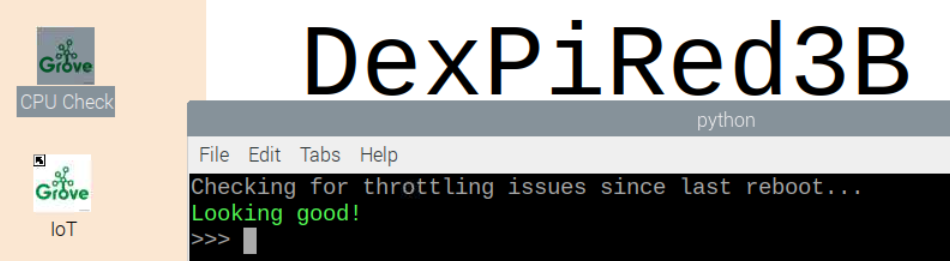 DexPiRed3B
Grove
CPU Check
Grove
IoT
python
File Edit Tabs Help
Checking for throttling issues since last reboot...
Looking good!
>>>